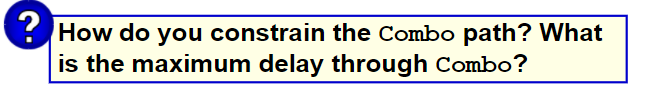 ?
How do you constrain the Combo path? What
is the maximum delay through Combo?